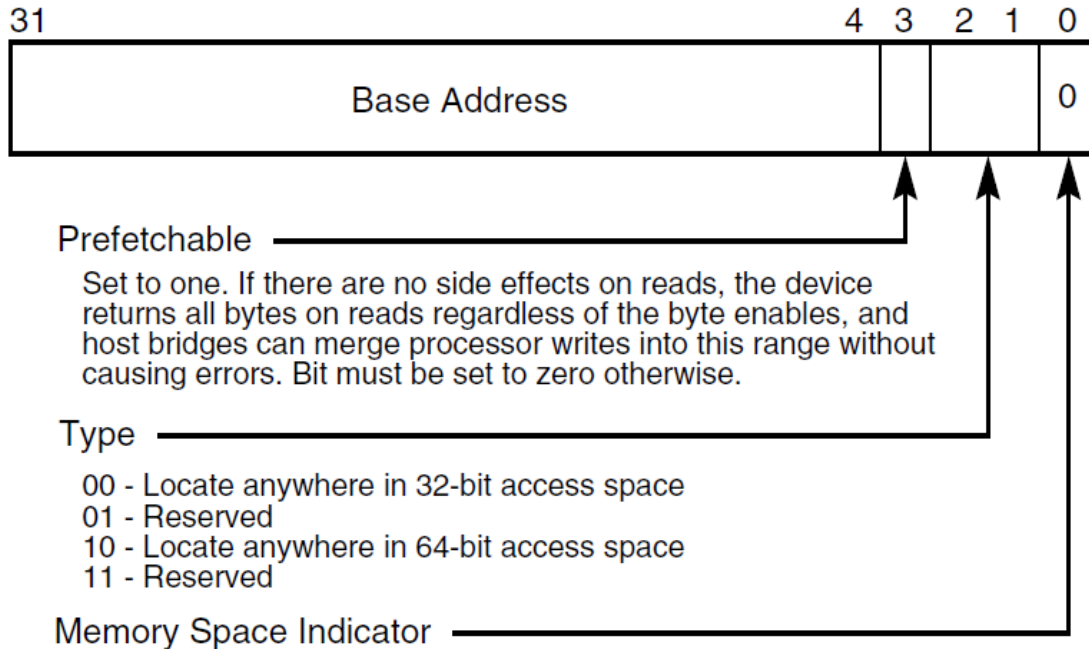 31 4 3 2 1 0
Base Address 0
Prefetchable
Set to one. If there are no side effects on reads, the device
returns all bytes on reads regardless of the byte enables, and
host bridges can merge processor writes into this range without
causing errors. Bit must be set to zero otherwise.
Type
00 - Locate anywhere in 32-bit access space
01 - Reserved
10 - Locate anywhere in 64-bit access space
11 - Reserved
Memory Space Indicator